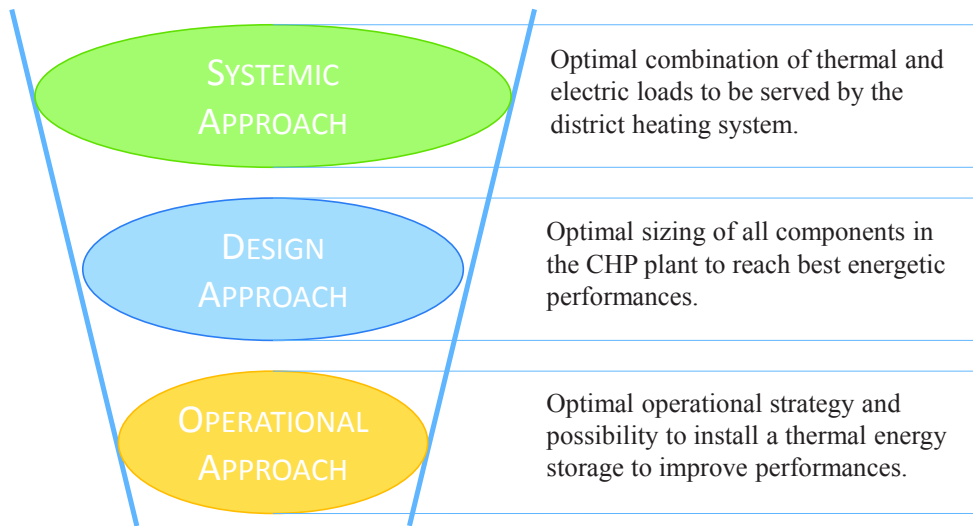 SYSTEMIC
APPROACH
Optimal combination of thermal and
electric loads to be served by the
district heating system.
DESIGN
APPROACH
Optimal sizing of all components in
the CHP plant to reach best energetic
performances.
OPERATIONAL
APPROACH
Optimal operational strategy and
possibility to install a thermal energy
storage to improve performances.